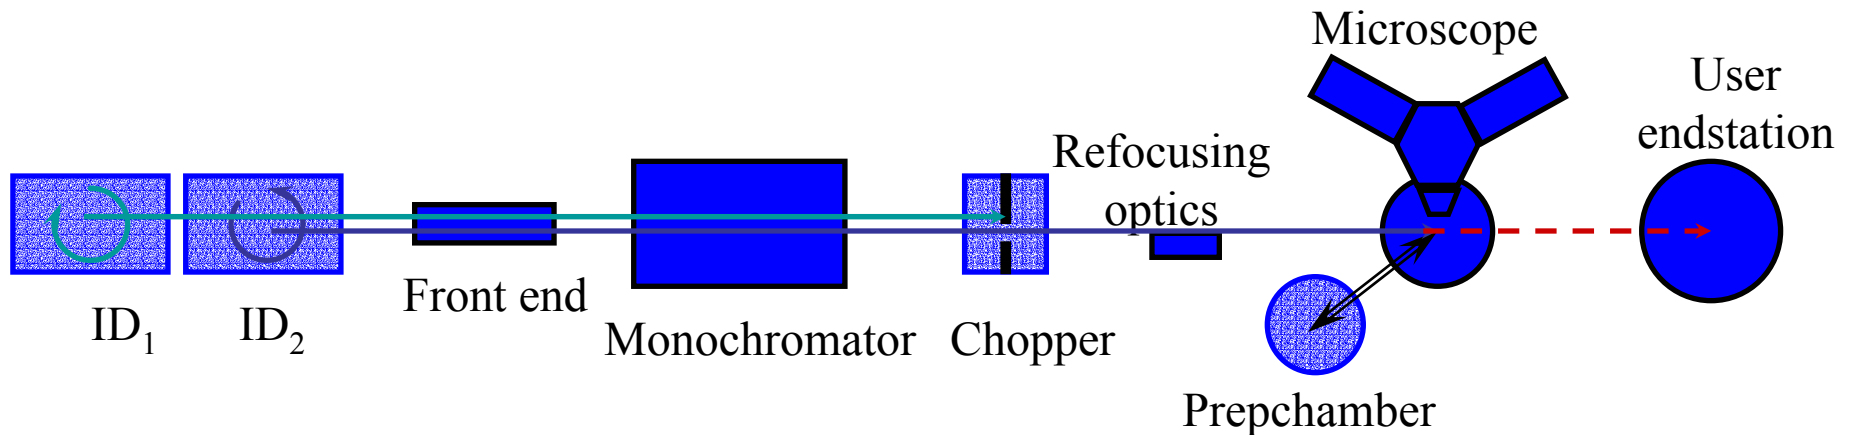 Microscope
User
endstation
Refocusing
optics
Front end
ID₁
ID₂
Monochromator
Chopper
Prepchamber